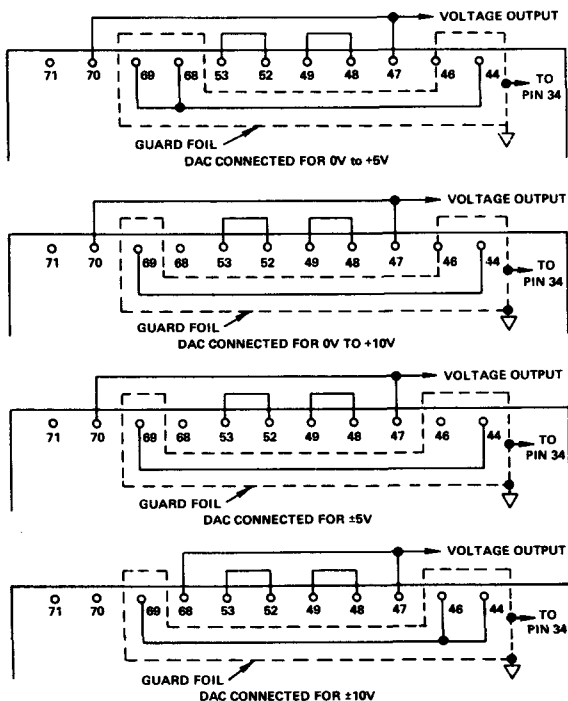 VOLTAGE OUTPUT
71 70 69 68 53 52 49 48 47 46 44
TO
PIN 34
GUARD FOIL
DAC CONNECTED FOR 0V to +5V
VOLTAGE OUTPUT
71 70 69 68 53 52 49 48 47 46 44
TO
PIN 34
GUARD FOIL
DAC CONNECTED FOR 0V TO +10V
VOLTAGE OUTPUT
71 70 69 68 53 52 49 48 47 46 44
TO
PIN 34
GUARD FOIL
DAC CONNECTED FOR ±5V
VOLTAGE OUTPUT
71 70 69 68 53 52 49 48 47 46 44
TO
PIN 34
GUARD FOIL
DAC CONNECTED FOR ±10V